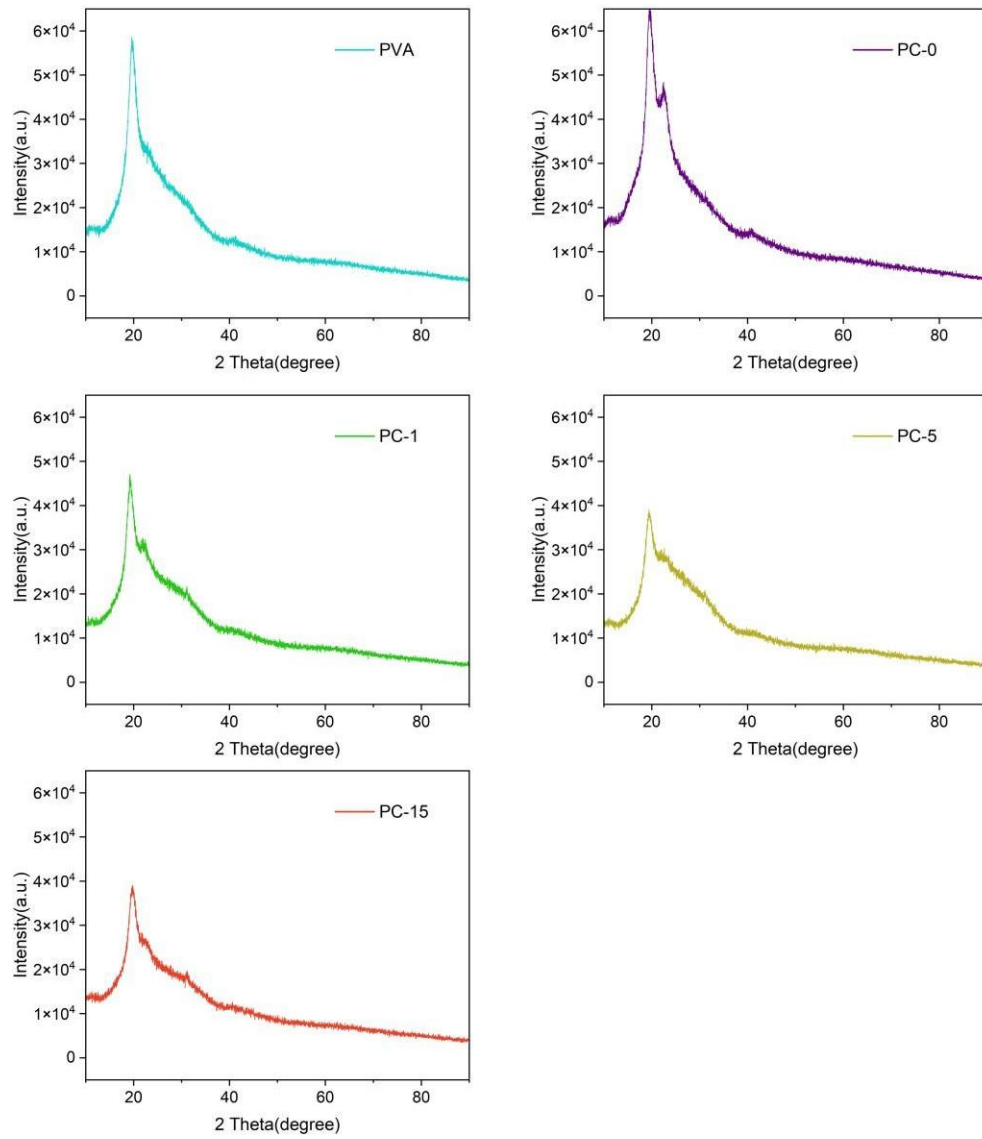 PVA
6×10⁴
5×10⁴
4×10⁴
3×10⁴
2×10⁴
1×10⁴
0
Intensity(a.u.)
20 40 60 80
2 Theta(degree)
PC-0
6×10⁴
5×10⁴
4×10⁴
3×10⁴
2×10⁴
1×10⁴
0
Intensity(a.u.)
20 40 60 80
2 Theta(degree)
PC-1
6×10⁴
5×10⁴
4×10⁴
3×10⁴
2×10⁴
1×10⁴
0
Intensity(a.u.)
20 40 60 80
2 Theta(degree)
PC-5
6×10⁴
5×10⁴
4×10⁴
3×10⁴
2×10⁴
1×10⁴
0
Intensity(a.u.)
20 40 60 80
2 Theta(degree)
PC-15
6×10⁴
5×10⁴
4×10⁴
3×10⁴
2×10⁴
1×10⁴
0
Intensity(a.u.)
20 40 60 80
2 Theta(degree)